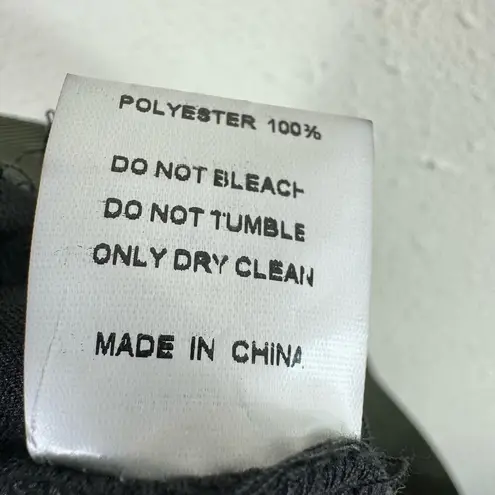 POLYESTER 100%
DO NOT BLEACH
DO NOT TUMBLE
ONLY DRY CLEAN
MADE IN CHINA